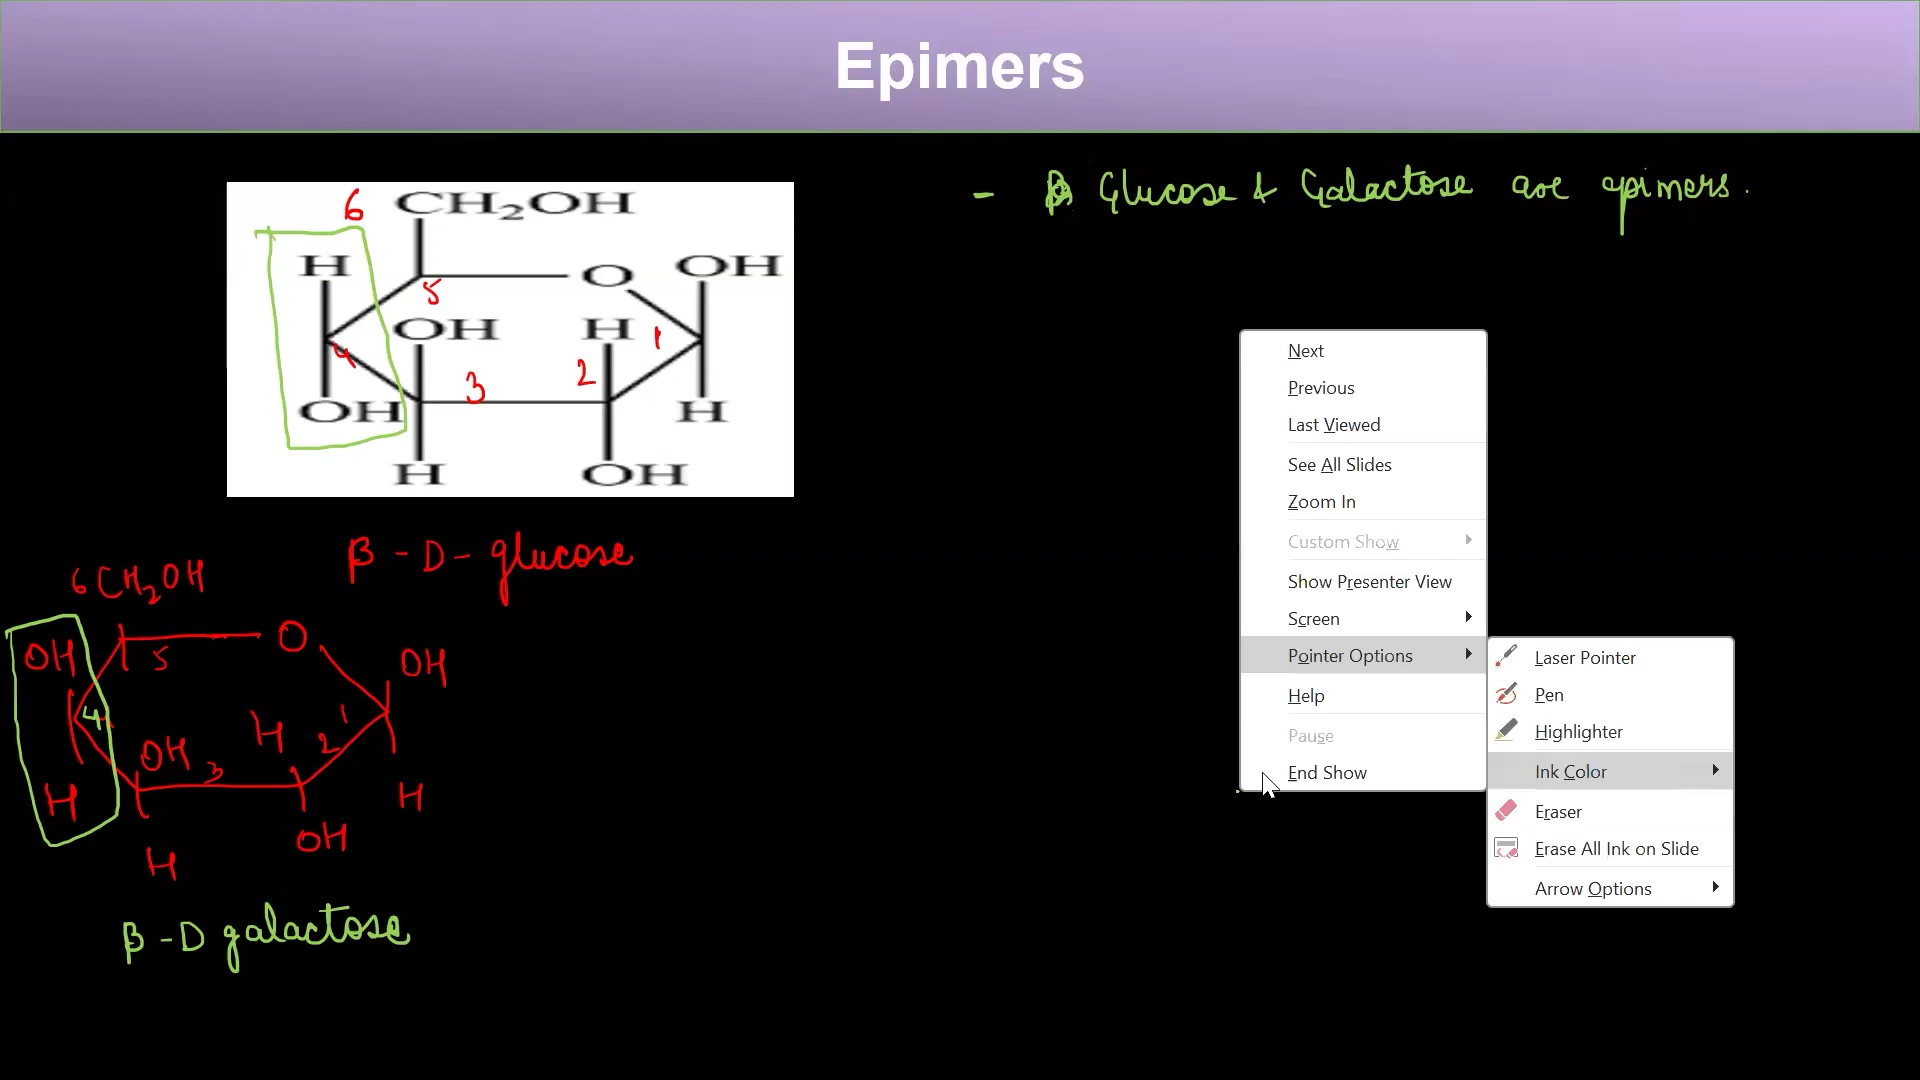 Epimers
- β Glucose & Galactose are epimers.
6 CH₂OH
H 5 O OH
4 OH H 1
3 2
OH H
H OH
β - D - glucose
6 CH₂OH
OH 5 O OH
4 OH 3 H 2 1
H H
H OH
β - D galactose
Next
Previous
Last Viewed
See All Slides
Zoom In
Custom Show
Show Presenter View
Screen
Pointer Options
Help
Pause
End Show
Laser Pointer
Pen
Highlighter
Ink Color
Eraser
Erase All Ink on Slide
Arrow Options